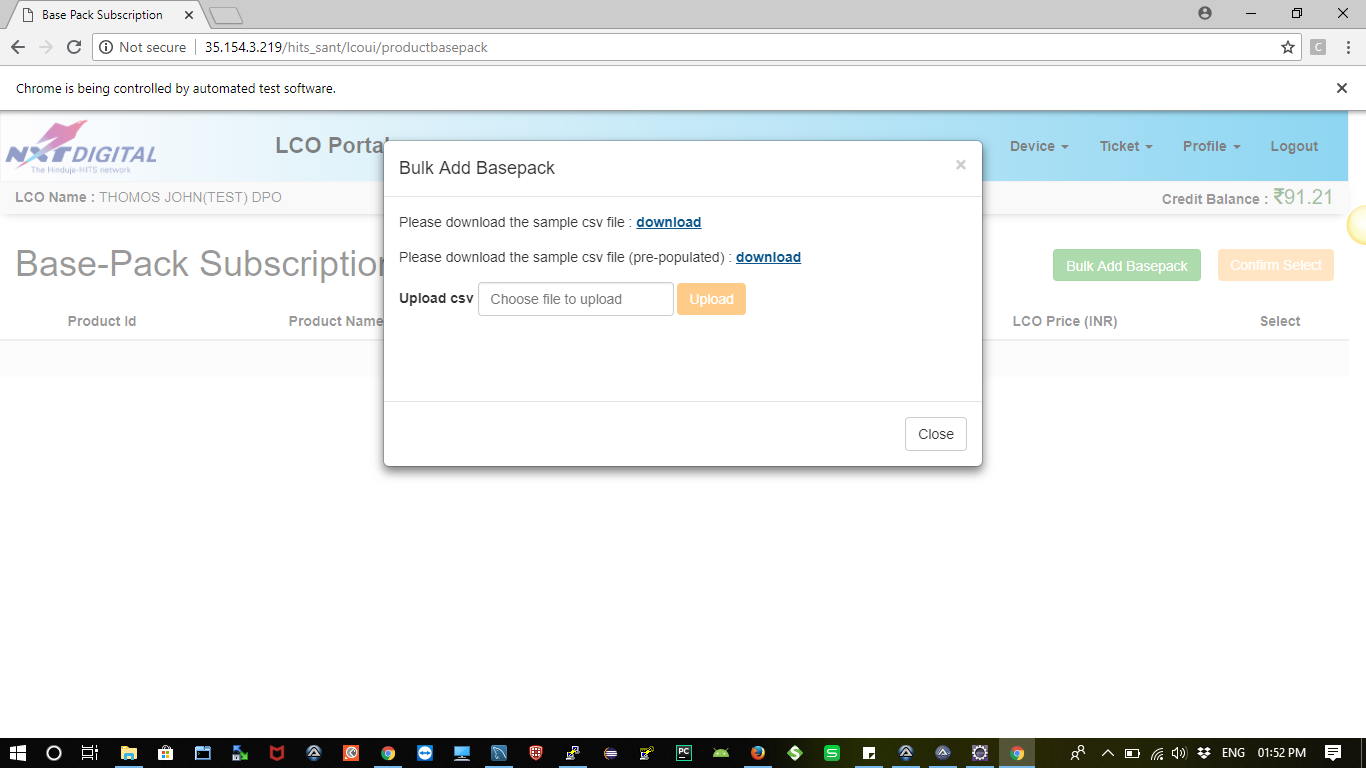 Base Pack Subscription
Not secure 35.154.3.219/hits_sant/lcoui/productbasepack
Chrome is being controlled by automated test software.
NXTDIGITAL
The Hinduja-HITS network
LCO Portal
Device
Ticket
Profile
Logout
LCO Name : THOMOS JOHN(TEST) DPO
Credit Balance : ₹91.21
Base-Pack Subscription
Bulk Add Basepack
Confirm Select
Product Id
Product Name
LCO Price (INR)
Select
Bulk Add Basepack
×
Please download the sample csv file : download
Please download the sample csv file (pre-populated) : download
Upload csv Choose file to upload Upload
Close
ENG 01:52 PM